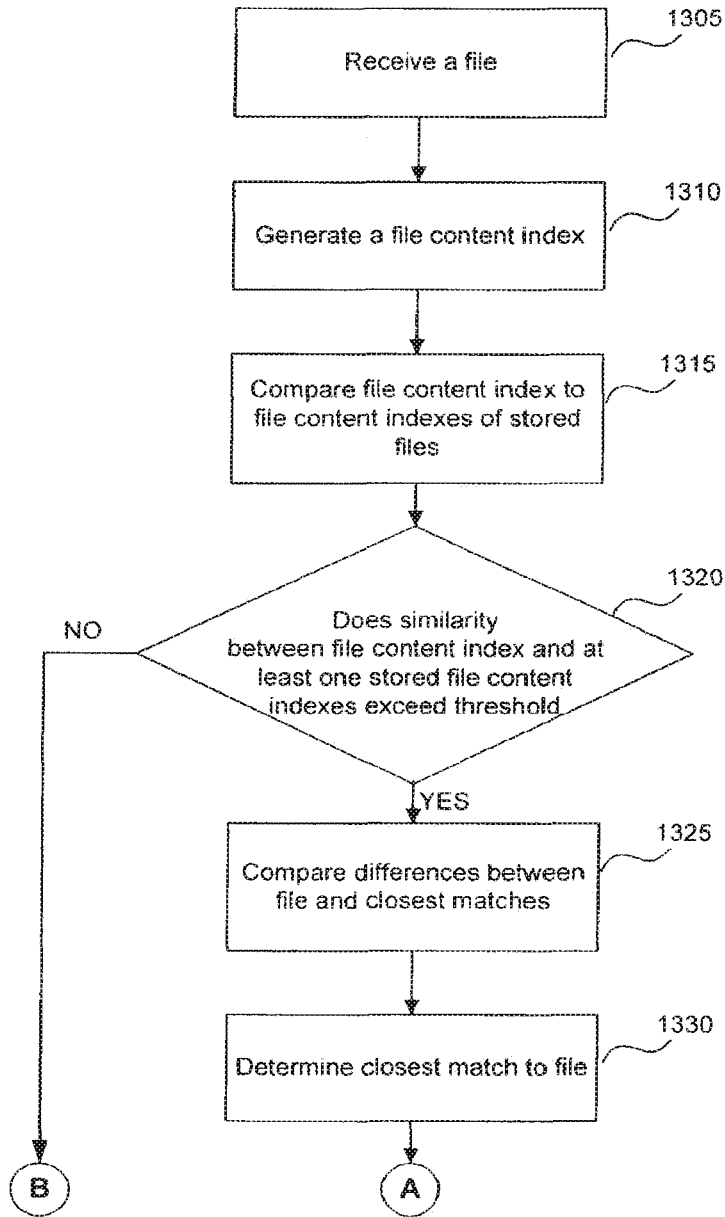 1305
Receive a file
1310
Generate a file content index
1315
Compare file content index to
file content indexes of stored
files
1320
NO
Does similarity
between file content index and at
least one stored file content
indexes exceed threshold
YES
1325
Compare differences between
file and closest matches
1330
Determine closest match to file
B
A